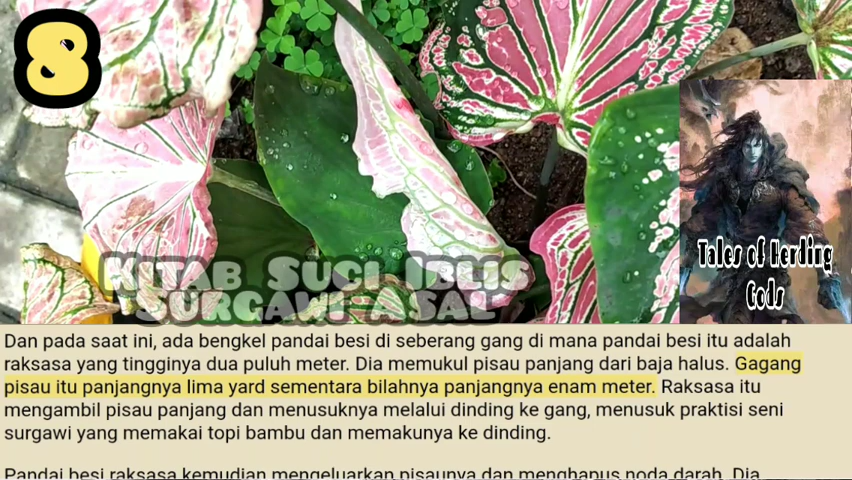 8
Kitab Suci Iblis
Surgawi Asal
Tales of Herding
Gods
Dan pada saat ini, ada bengkel pandai besi di seberang gang di mana pandai besi itu adalah
raksasa yang tingginya dua puluh meter. Dia memukul pisau panjang dari baja halus. Gagang
pisau itu panjangnya lima yard sementara bilahnya panjangnya enam meter. Raksasa itu
mengambil pisau panjang dan menusuknya melalui dinding ke gang, menusuk praktisi seni
surgawi yang memakai topi bambu dan memakunya ke dinding.
Pandai besi raksasa kemudian mengeluarkan pisaunya dan menghapus noda darah. Dia